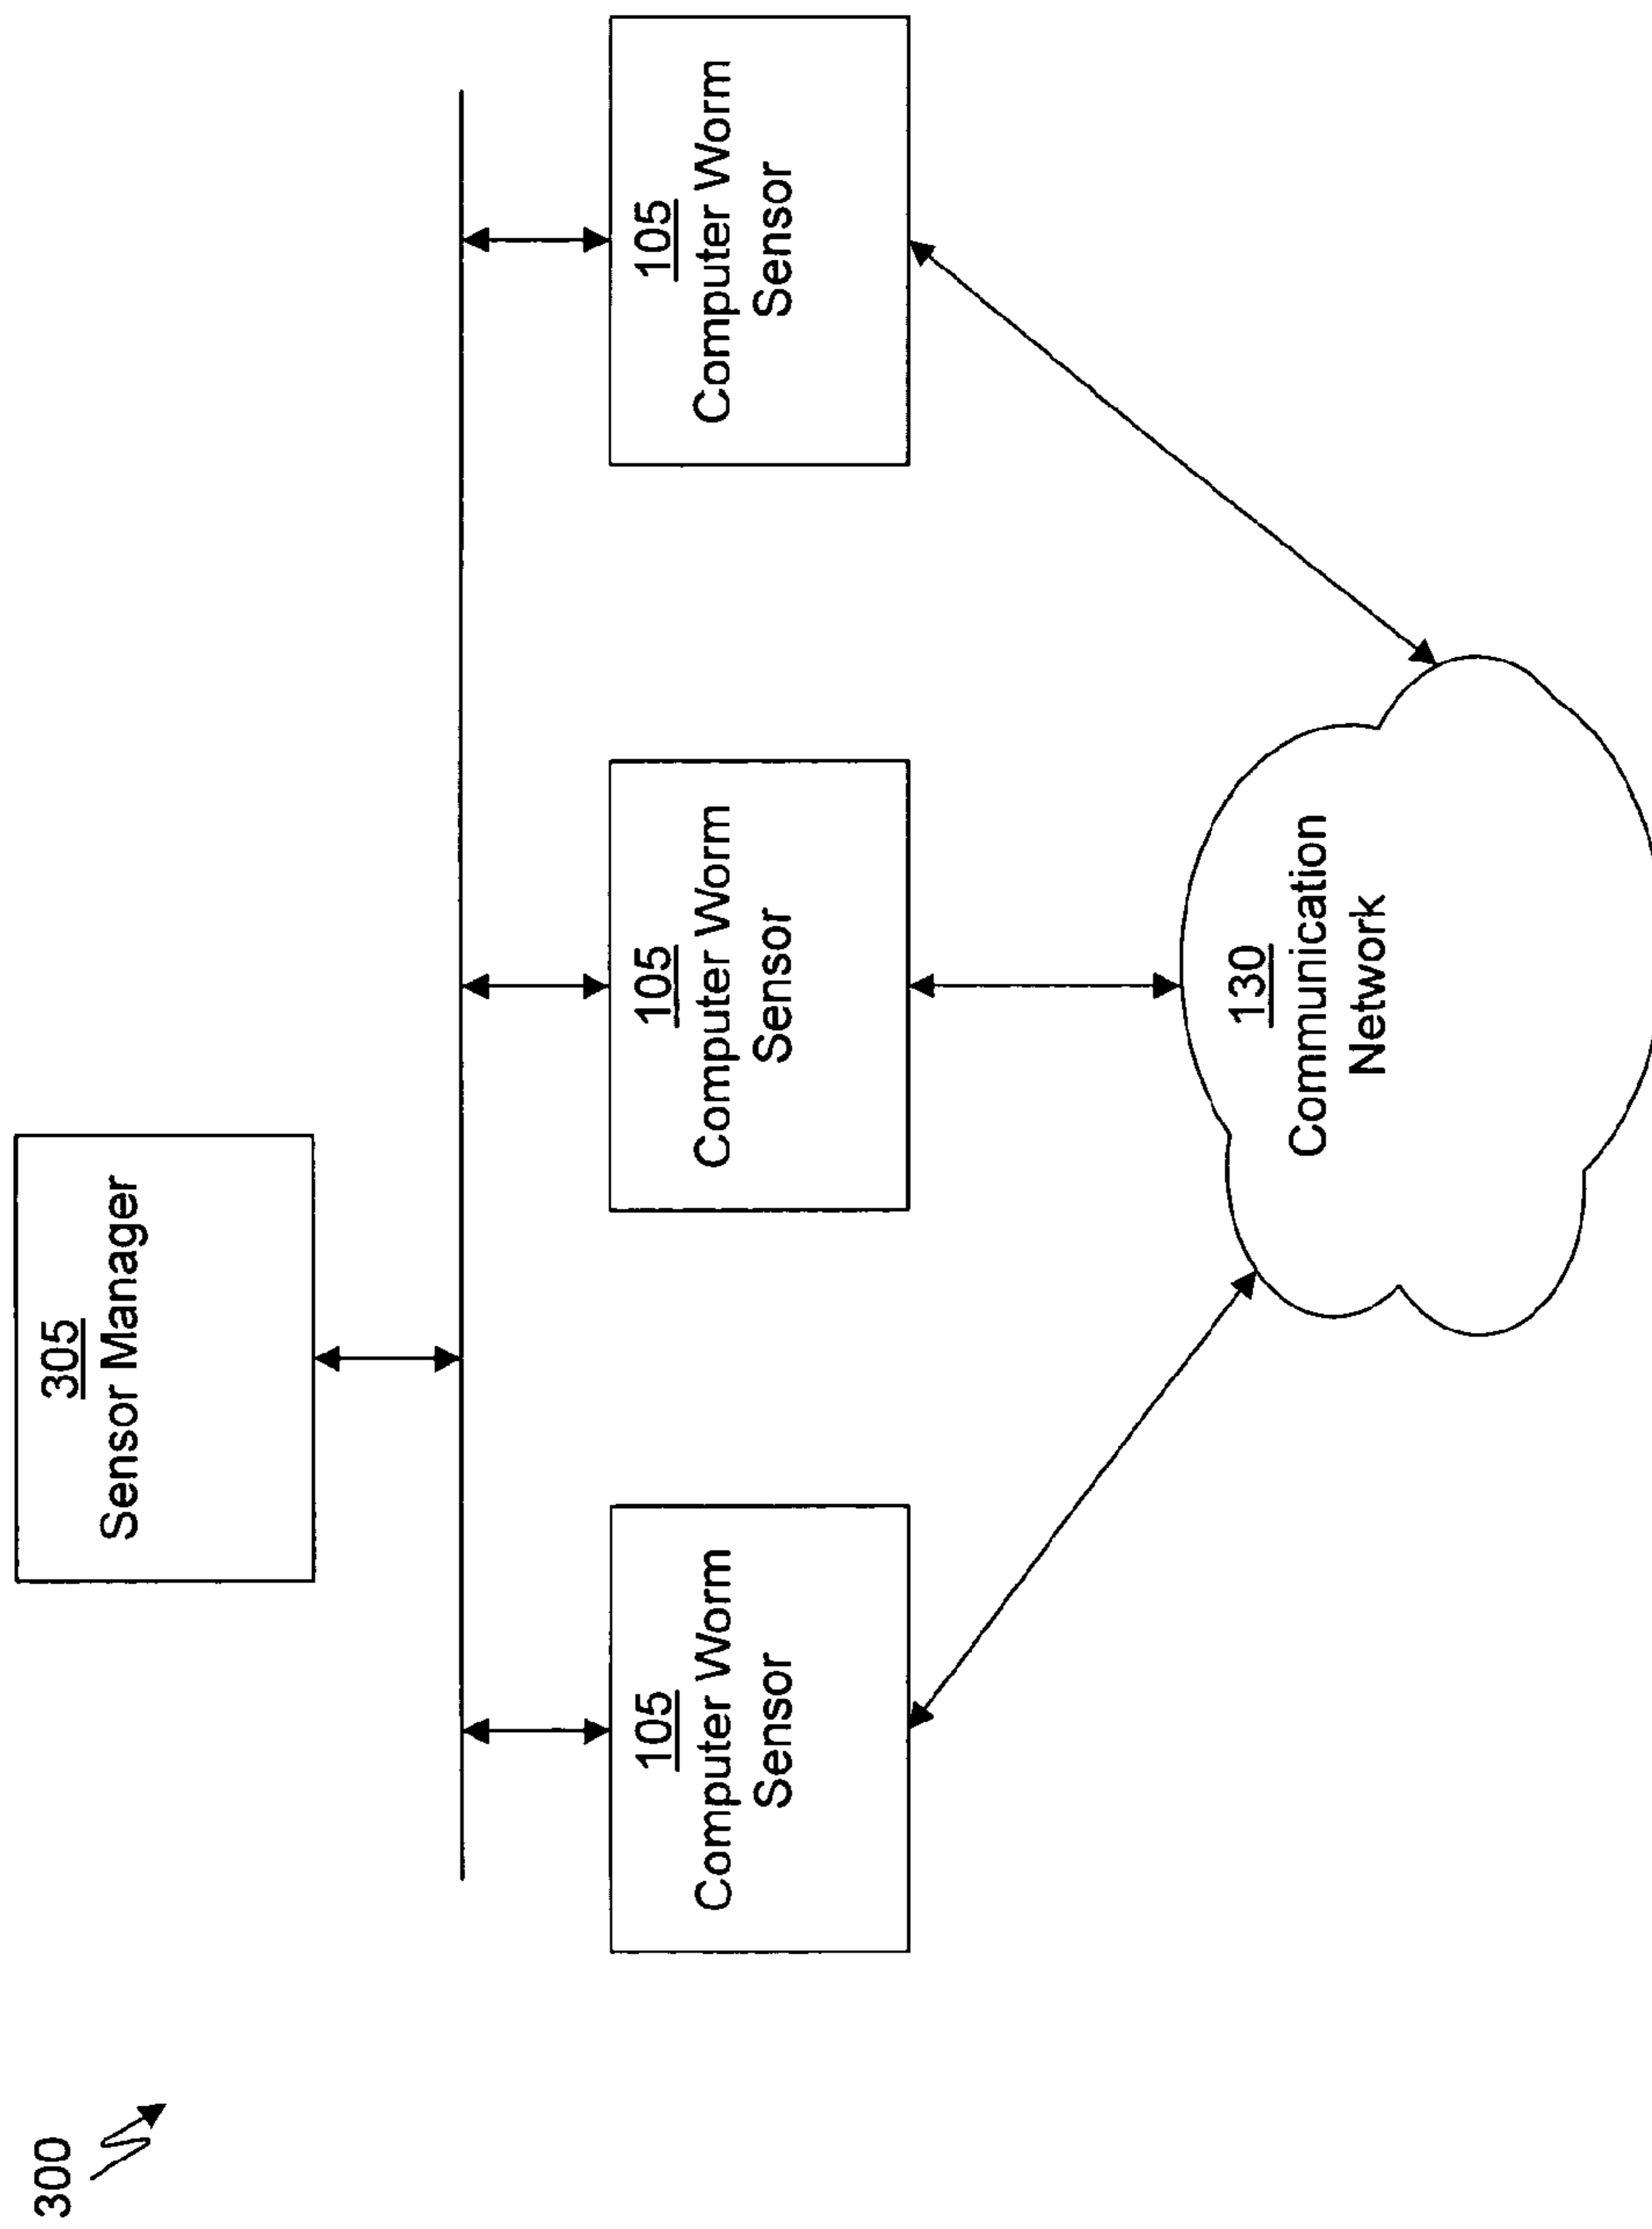 300
305
Sensor Manager
105
Computer Worm
Sensor
105
Computer Worm
Sensor
105
Computer Worm
Sensor
130
Communication
Network